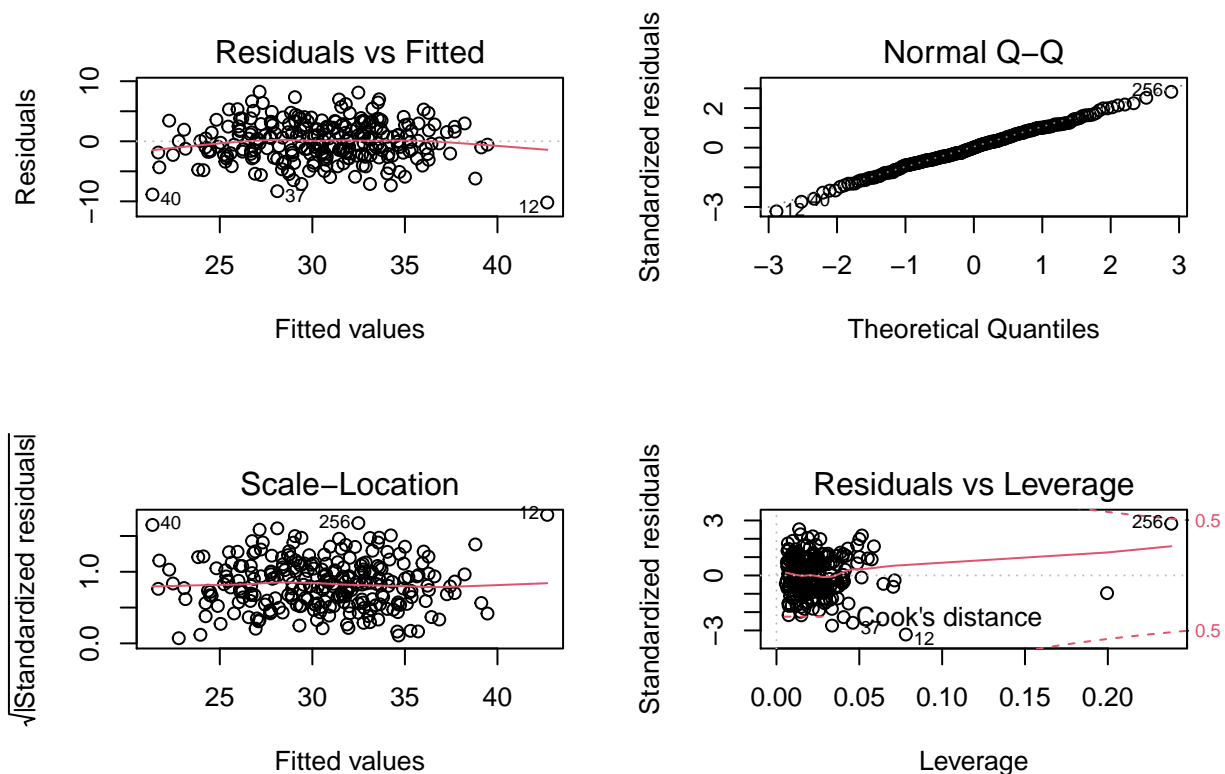 Residuals vs Fitted
Residuals
−10 0 10
40
37
12
25 30 35 40
Fitted values
Normal Q−Q
Standardized residuals
−3 0 2
256
12
−3 −2 −1 0 1 2 3
Theoretical Quantiles
Scale−Location
√|Standardized residuals|
0.0 1.0
40
256
12
25 30 35 40
Fitted values
Residuals vs Leverage
Standardized residuals
−3 0 3
256
0.5
0.5
Cook's distance
37
12
0.00 0.05 0.10 0.15 0.20
Leverage